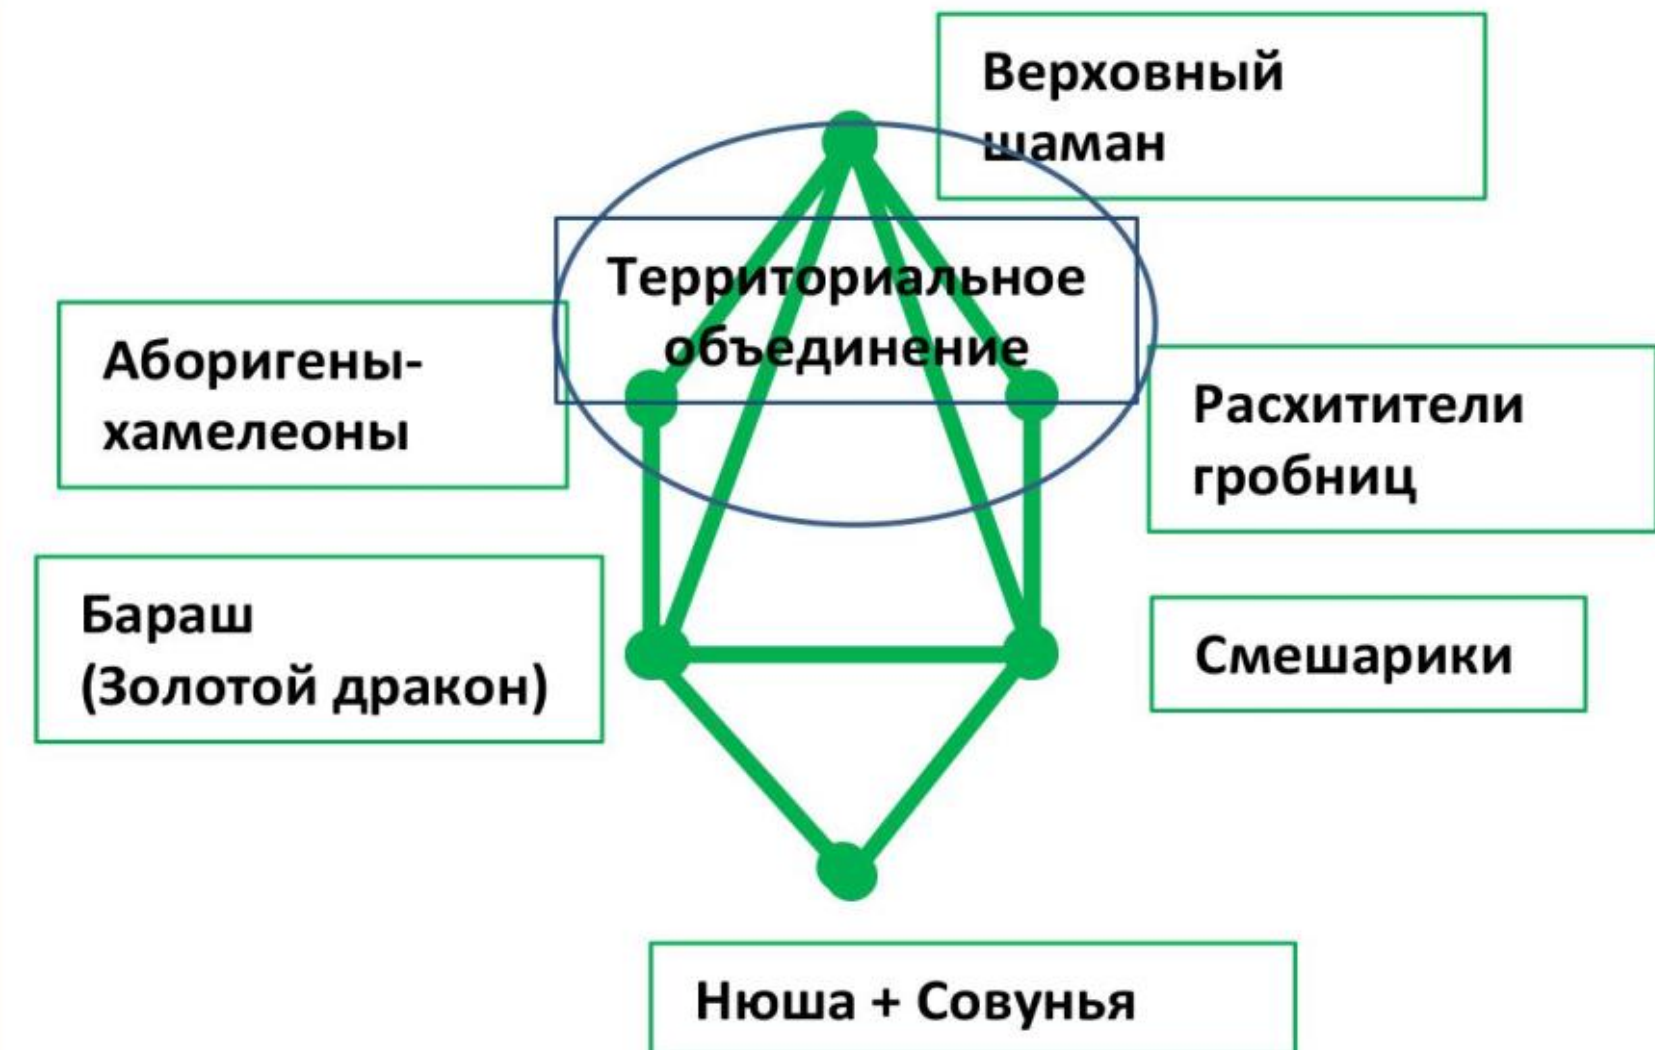 Верховный
шаман
Территориальное
объединение
Аборигены-
хамелеоны
Расхитители
гробниц
Бараш
(Золотой дракон)
Смешарики
Нюша + Совунья